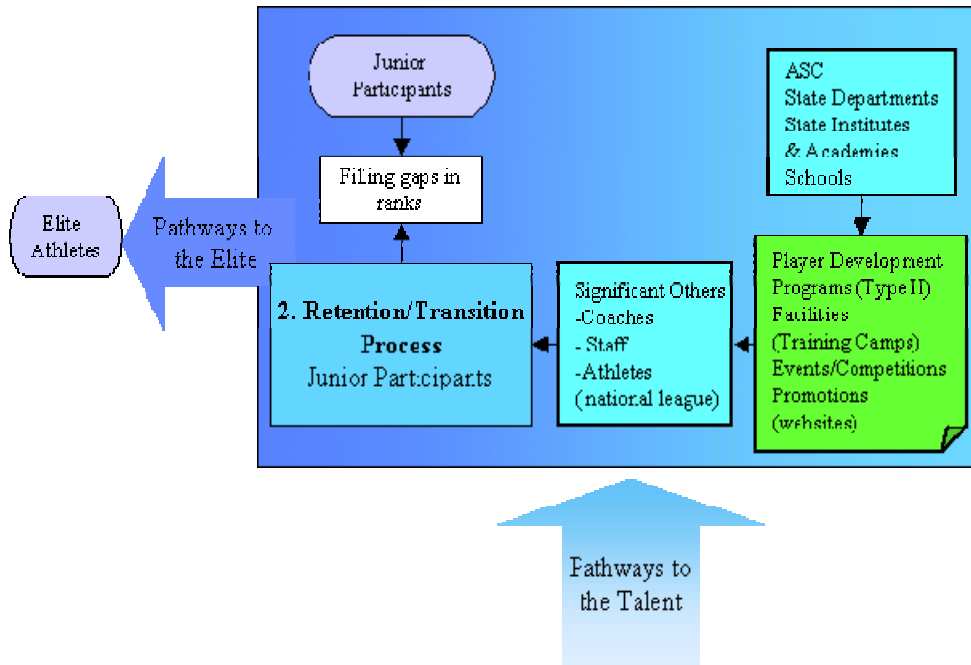 Junior
Participants
ASC
State Departments
State Institutes
& Academies
Schools
Filling gaps in
ranks
Elite
Athletes
Pathways to
the Elite
2. Retention/Transition
Process
Junior Participants
Significant Others
-Coaches
- Staff
-Athletes
(national league)
Player Development
Programs (Type II)
Facilities
(Training Camps)
Events/Competitions
Promotions
(websites)
Pathways to
the Talent